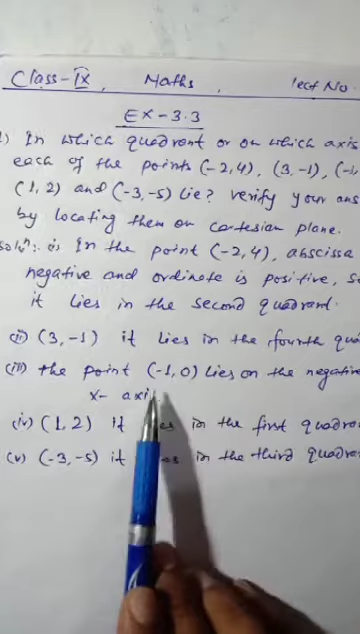 Class-IX, Maths, lect No.
EX-3.3
1) In which quadrant or on which axis
each of the points (-2,4), (3,-1), (-1,
(1,2) and (-3,-5) lie? Verify your ans
by locating them on cartesian plane.
Solⁿ: i) In the point (-2,4), abscissa
negative and ordinate is positive, so
it lies in the second quadrant.
(ii) (3,-1) it lies in the fourth qua
(iii) the point (-1,0) lies on the negative
x-axi
(iv) (1,2) it es in the first quadra
(v) (-3,-5) it es in the third quadra